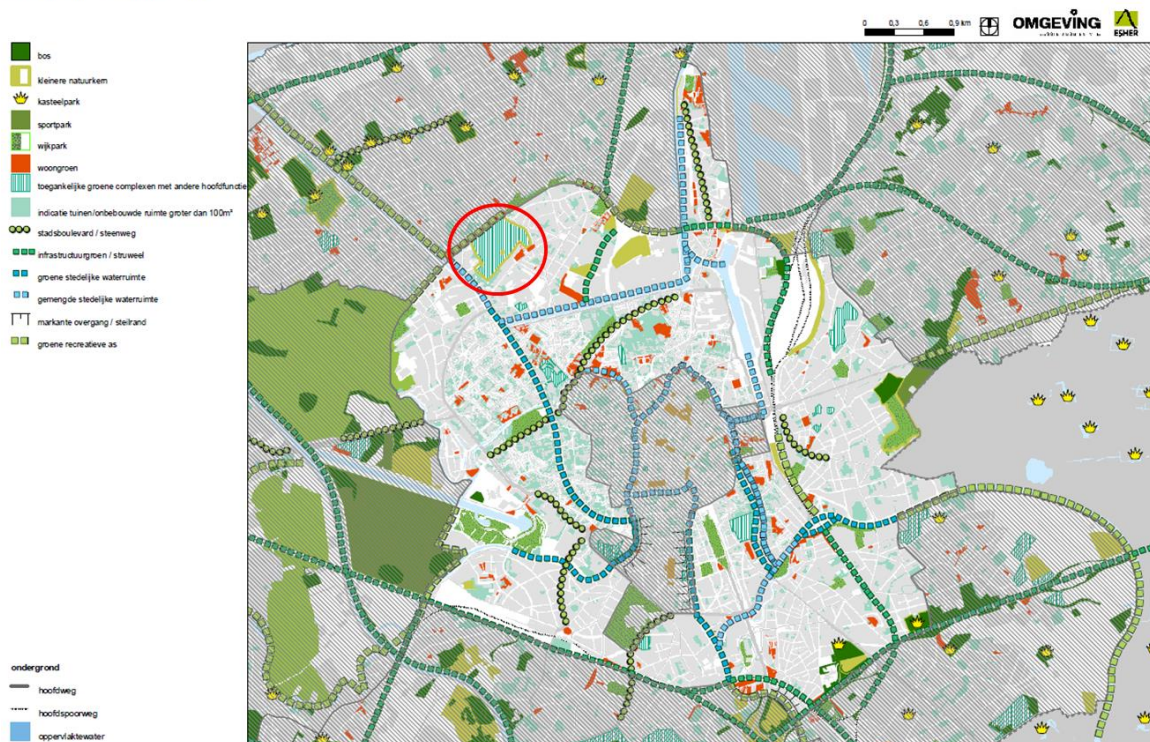 0 0,3 0,6 0,9 km
OMGEVING
ESHER
bos
kleinere natuurkern
kasteelpark
sportpark
wijkpark
woongroen
toegankelijke groene complexen met andere hoofdfunctie
indicatie tuinen/onbebouwde ruimte groter dan 100m²
stadsboulevard / steenweg
infrastructuurgroen / struweel
groene stedelijke waterruimte
gemengde stedelijke waterruimte
markante overgang / steilrand
groene recreatieve as
ondergrond
hoofdweg
hoofdspoorweg
oppervlaktewater